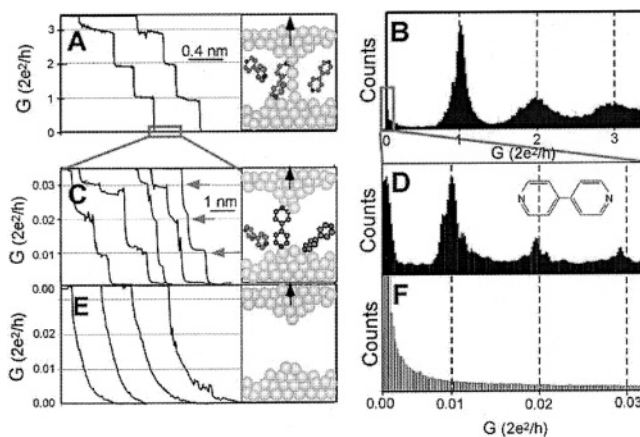 A
G (2e²/h)
3
2
1
0
0.4 nm
B
Counts
0
1
2
3
G (2e²/h)
C
G (2e²/h)
0.03
0.02
0.01
1 nm
D
Counts
N
N
E
G (2e²/h)
0.00
0.02
0.01
0.00
F
Counts
0.00
0.01
0.02
0.03
G (2e²/h)